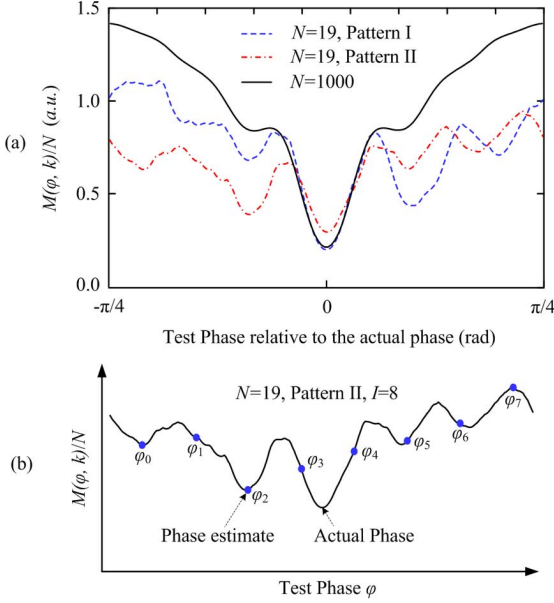 (a)
M(φ, k)/N (a.u.)
1.5
1.0
0.5
0.0
N=19, Pattern I
N=19, Pattern II
N=1000
-π/4
0
π/4
Test Phase relative to the actual phase (rad)
(b)
M(φ, k)/N
N=19, Pattern II, I=8
φ0
φ1
φ2
φ3
φ4
φ5
φ6
φ7
Phase estimate
Actual Phase
Test Phase φ